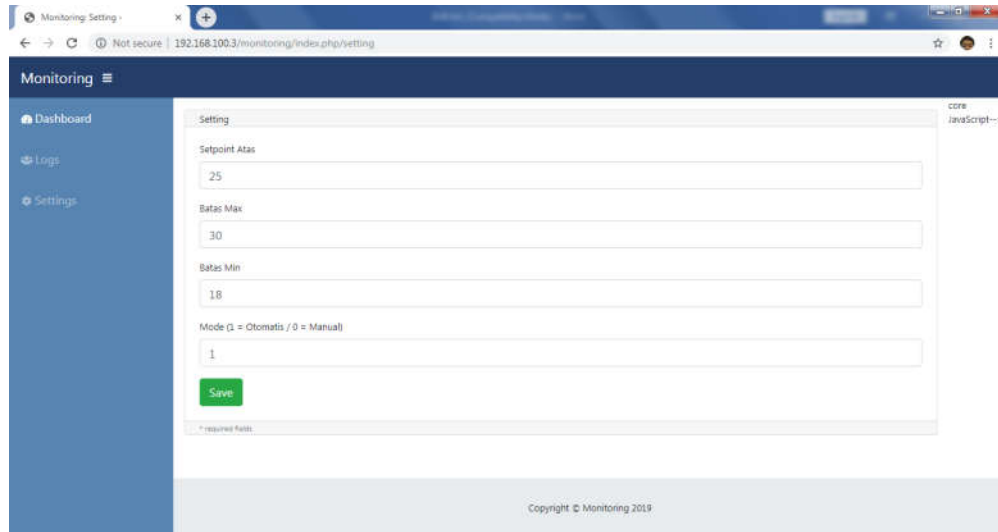 Monitoring: Setting -
Not secure | 192.168.100.3/monitoring/index.php/setting
Monitoring
Dashboard
Logs
Settings
Setting
Setpoint Atas
25
Batas Max
30
Batas Min
18
Mode (1 = Otomatis / 0 = Manual)
1
Save
* required fields
core
JavaScript--
Copyright © Monitoring 2019